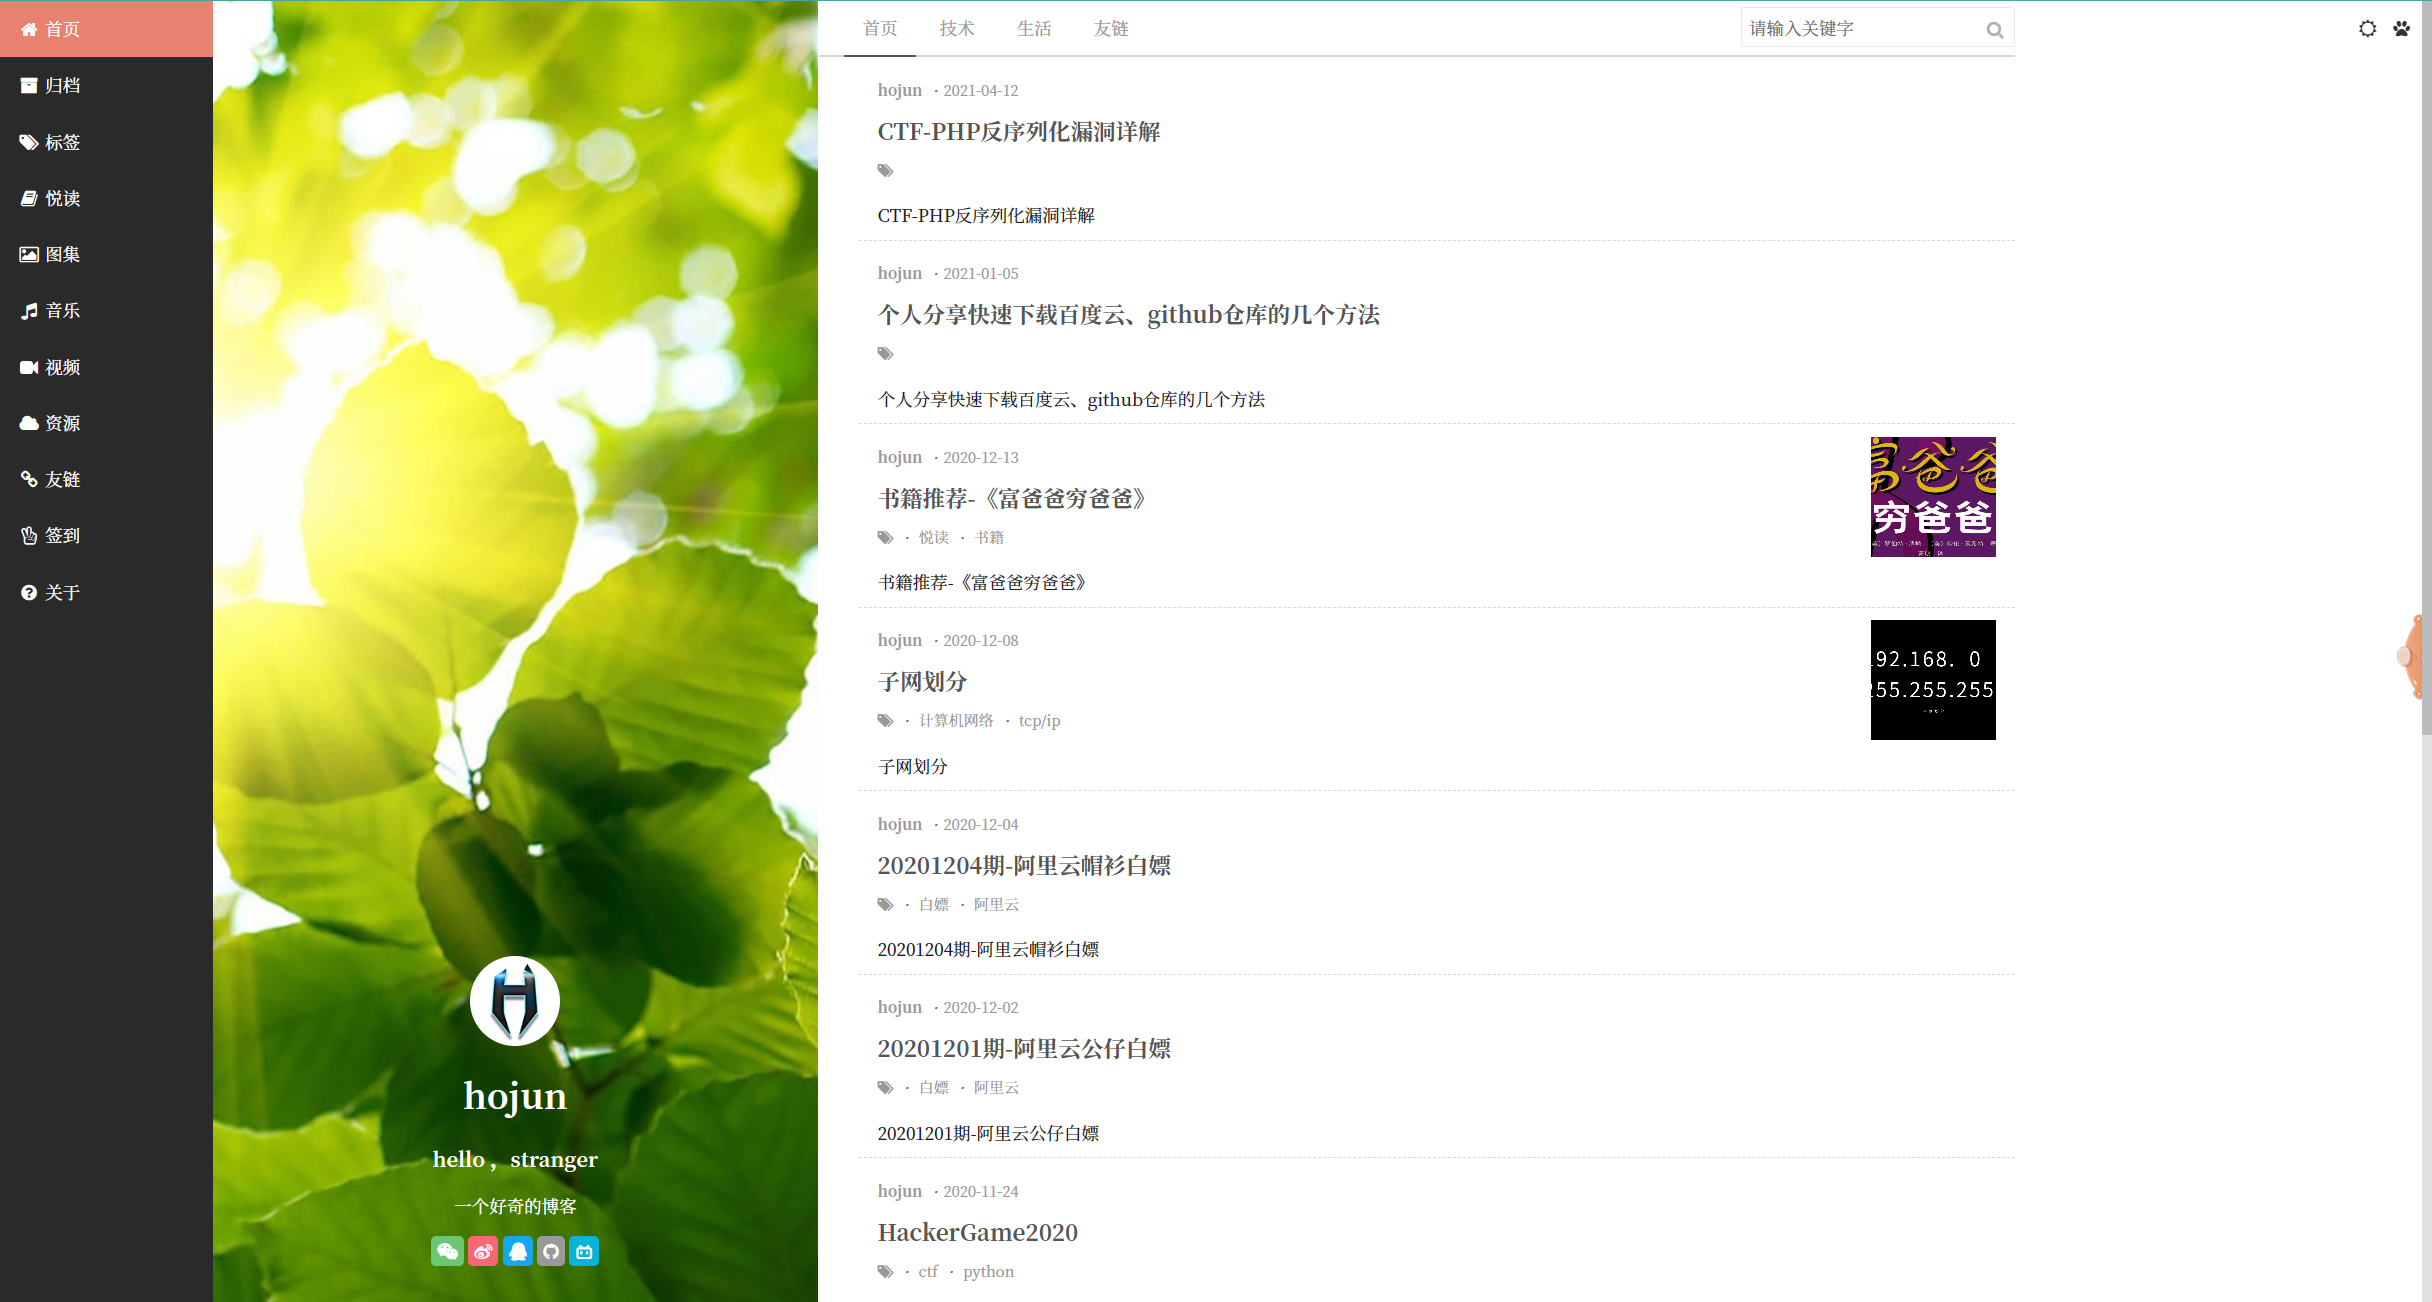 首页
归档
标签
悦读
图集
音乐
视频
资源
友链
签到
关于
hojun
hello， stranger
一个好奇的博客
首页 技术 生活 友链
请输入关键字
hojun · 2021-04-12
CTF-PHP反序列化漏洞详解
CTF-PHP反序列化漏洞详解
hojun · 2021-01-05
个人分享快速下载百度云、github仓库的几个方法
个人分享快速下载百度云、github仓库的几个方法
hojun · 2020-12-13
书籍推荐-《富爸爸穷爸爸》
· 悦读 · 书籍
书籍推荐-《富爸爸穷爸爸》
富爸爸
穷爸爸
hojun · 2020-12-08
子网划分
· 计算机网络 · tcp/ip
子网划分
192.168. 0
255.255.255
hojun · 2020-12-04
20201204期-阿里云帽衫白嫖
· 白嫖 · 阿里云
20201204期-阿里云帽衫白嫖
hojun · 2020-12-02
20201201期-阿里云公仔白嫖
· 白嫖 · 阿里云
20201201期-阿里云公仔白嫖
hojun · 2020-11-24
HackerGame2020
· ctf · python